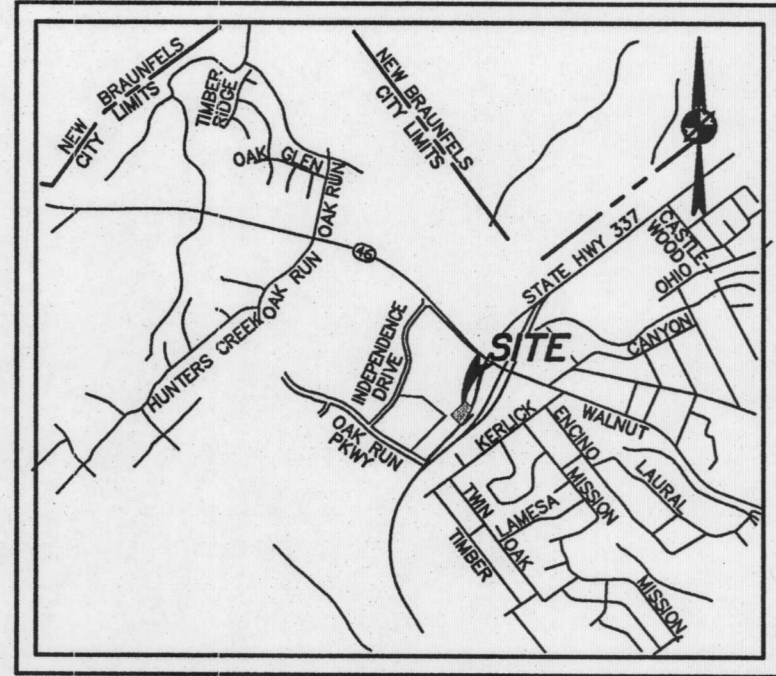 NEW BRAUNFELS
CITY LIMITS
TIMBER
RIDGE
OAK GLEN
OAK RUN
NEW BRAUNFELS
CITY LIMITS
STATE HWY 337
CASTLE-
WOOD
OHIO
46
OAK RUN
HUNTERS CREEK
INDEPENDENCE
DRIVE
SITE
CANYON
OAK RUN
PKWY
KERLICK
WALNUT
ENCINO
LAURAL
MISSION
TWIN
OAK
LAMESA
TIMBER
MISSION